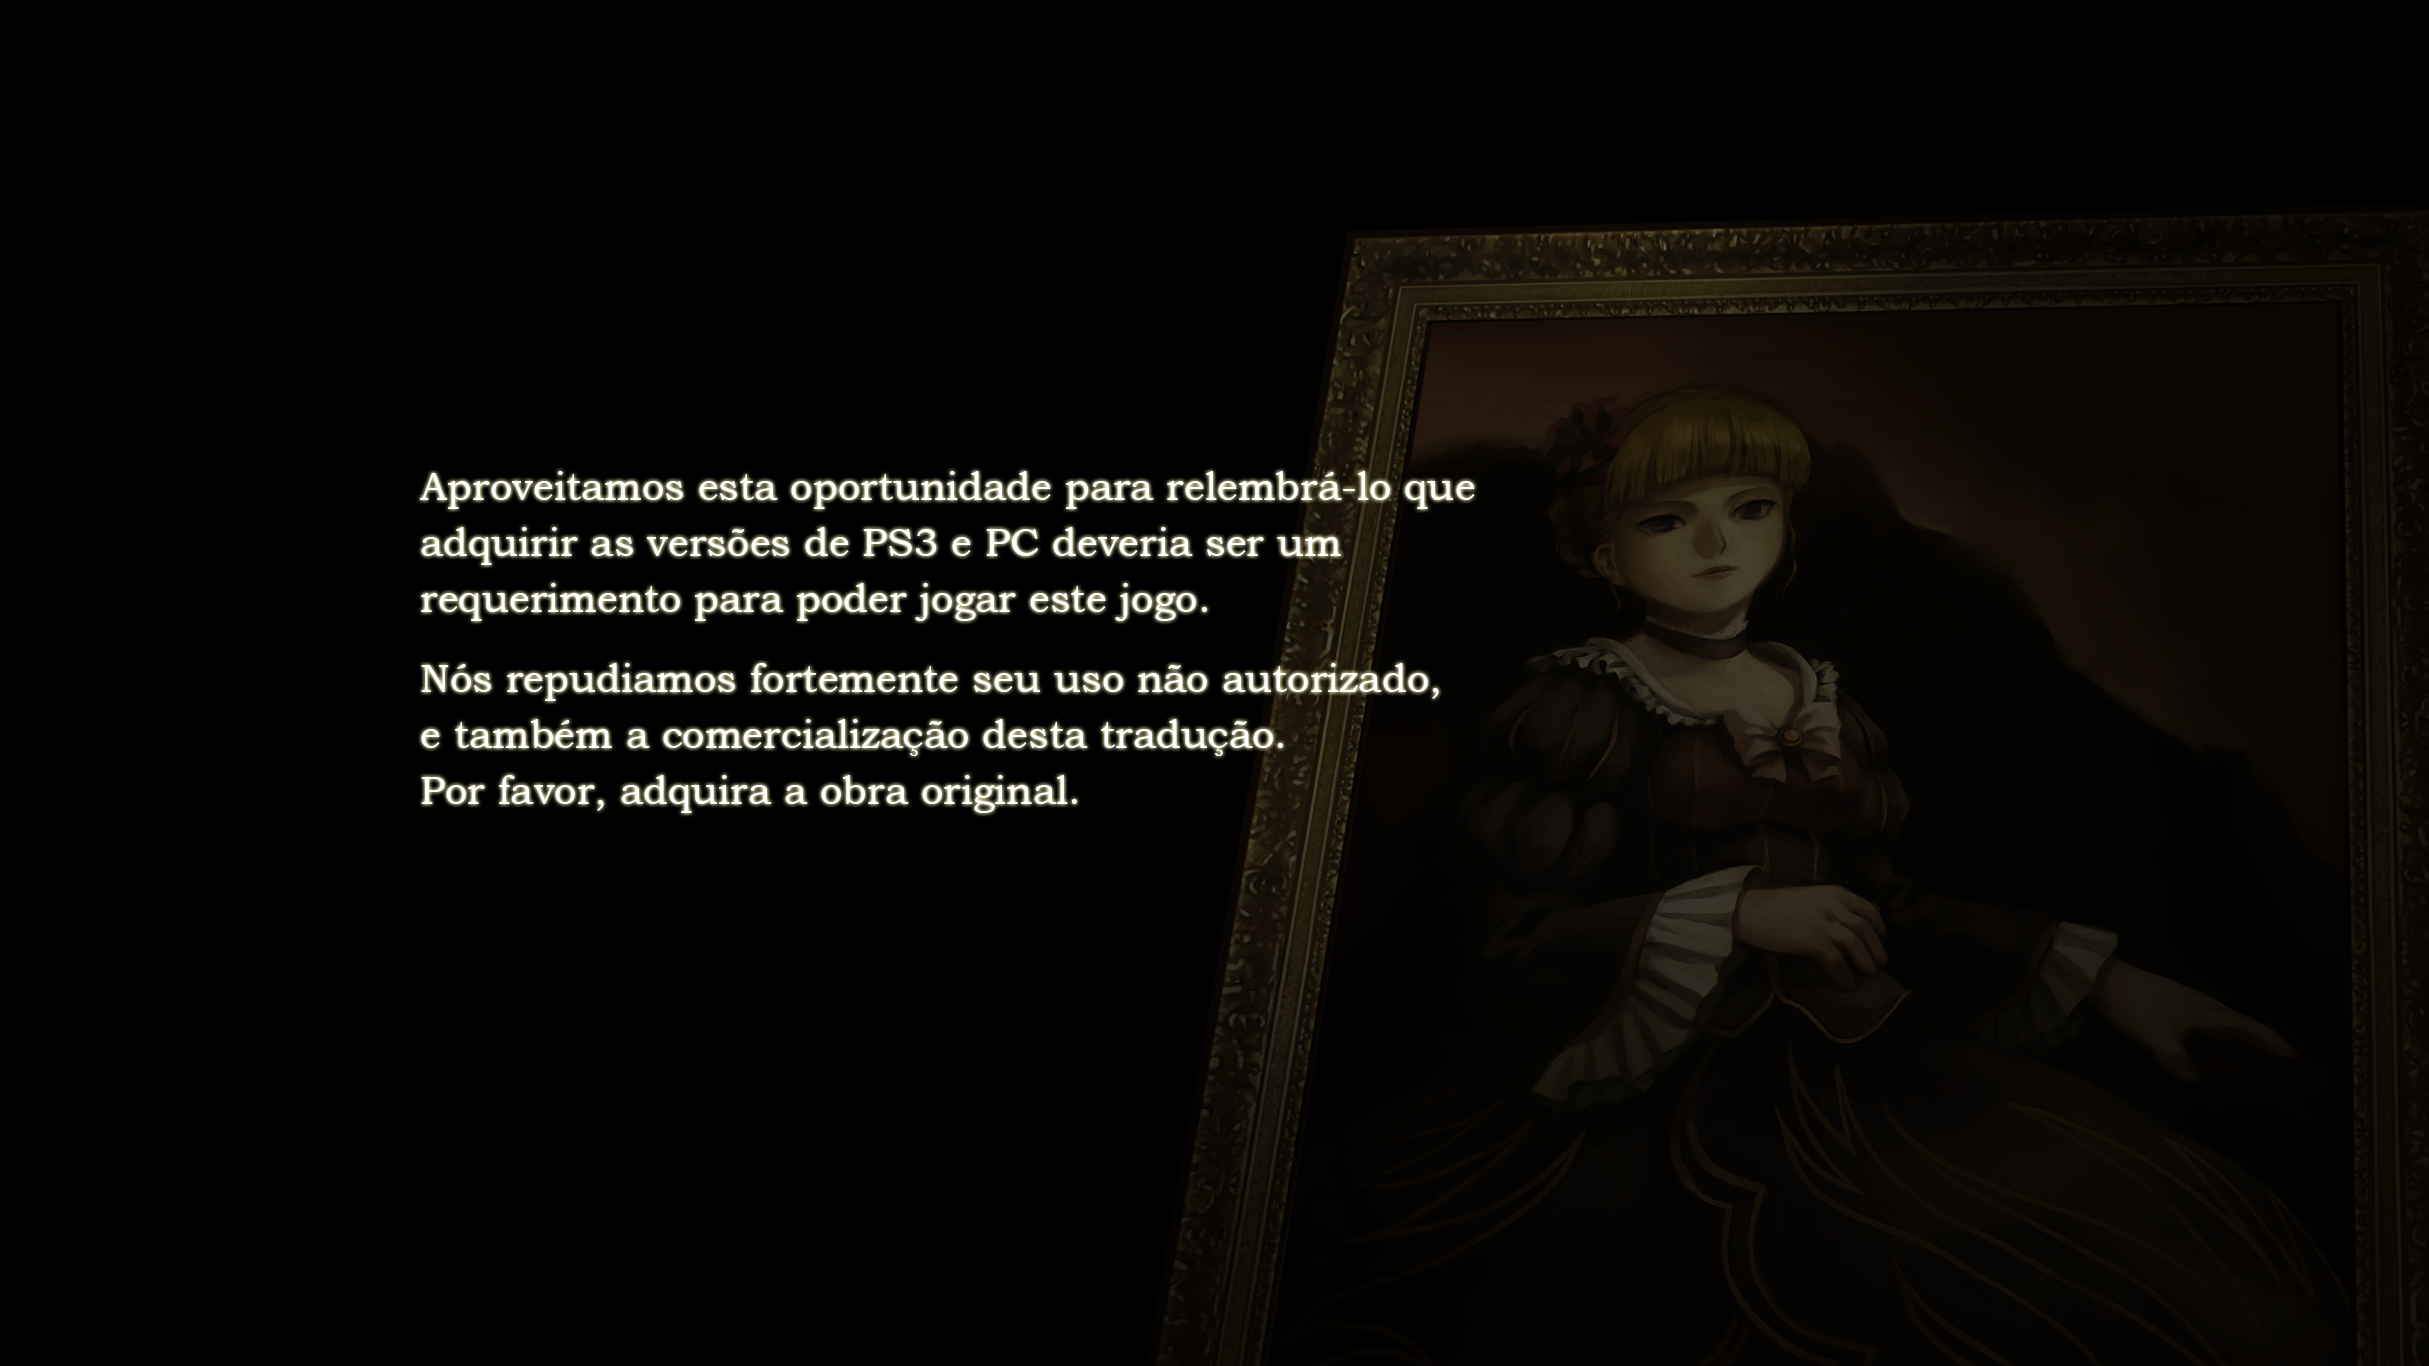 Aproveitamos esta oportunidade para relembrá-lo que
adquirir as versões de PS3 e PC deveria ser um
requerimento para poder jogar este jogo.
Nós repudiamos fortemente seu uso não autorizado,
e também a comercialização desta tradução.
Por favor, adquira a obra original.